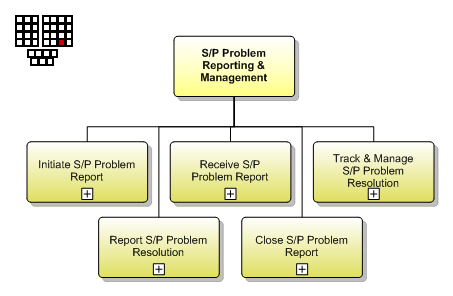 S/P Problem
Reporting &
Management
Initiate S/P Problem
Report
Receive S/P
Problem Report
Track & Manage
S/P Problem
Resolution
Report S/P Problem
Resolution
Close S/P Problem
Report